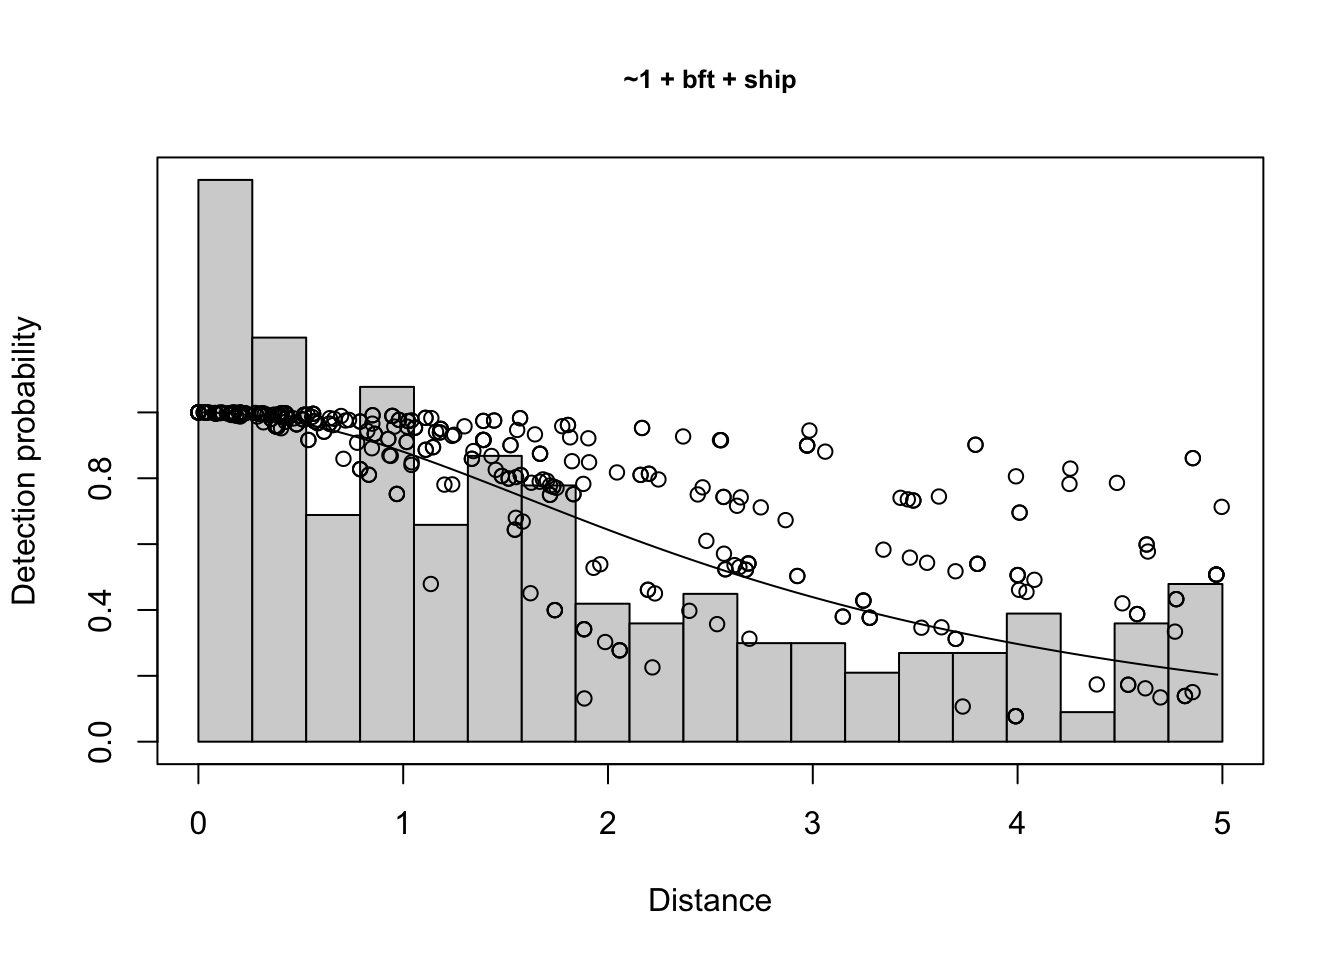 ~1 + bft + ship
Detection probability
0.8
0.4
0.0
0 1 2 3 4 5
Distance